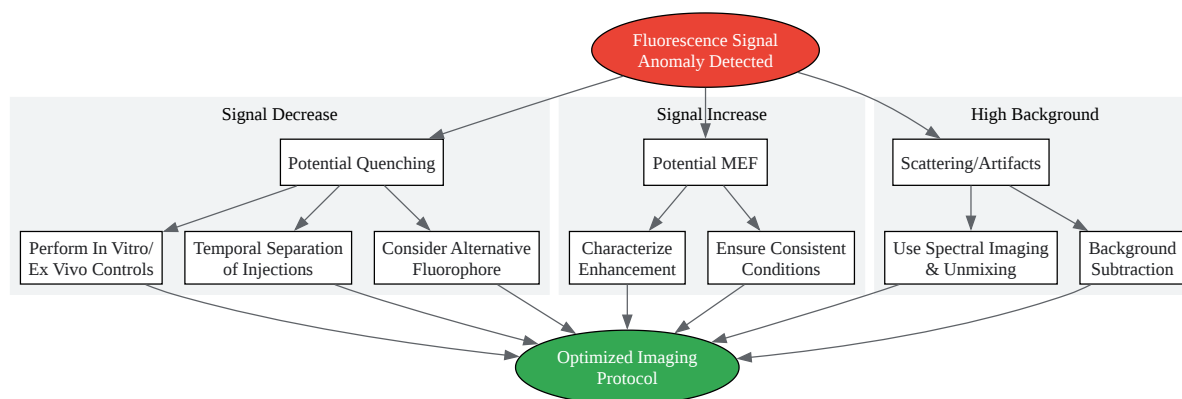 Fluorescence Signal
Anomaly Detected
Signal Decrease
Signal Increase
High Background
Potential Quenching
Potential MEF
Scattering/Artifacts
Perform In Vitro/
Ex Vivo Controls
Temporal Separation
of Injections
Consider Alternative
Fluorophore
Characterize
Enhancement
Ensure Consistent
Conditions
Use Spectral Imaging
& Unmixing
Background
Subtraction
Optimized Imaging
Protocol